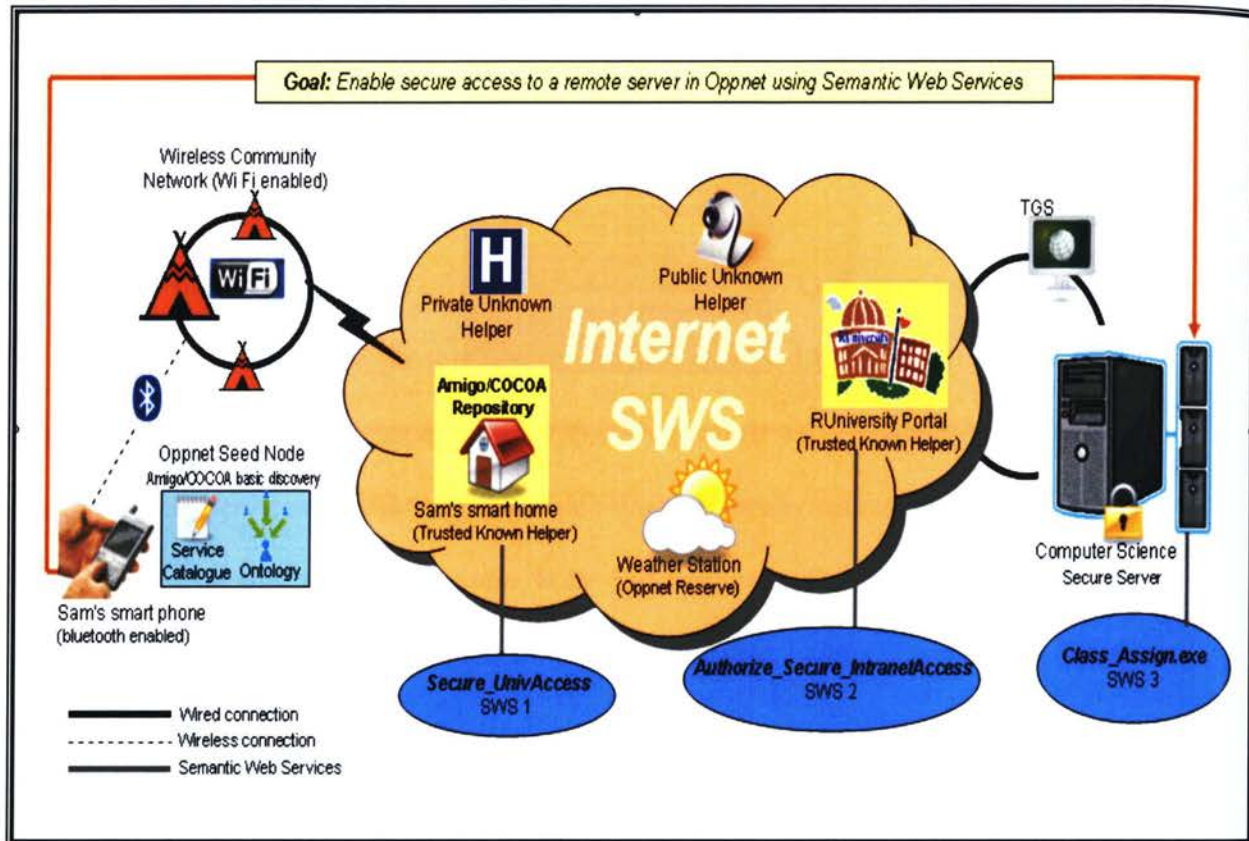 Goal: Enable secure access to a remote server in Oppnet using Semantic Web Services
Wireless Community
Network (Wi Fi enabled)
Wi Fi
Oppnet Seed Node
Amigo/COCOA basic discovery
Service
Catalogue
Ontology
Sam's smart phone
(bluetooth enabled)
H
Private Unknown
Helper
Public Unknown
Helper
Internet
SWS
Amigo/COCOA
Repository
Sam's smart home
(Trusted Known Helper)
RUniversity
RUniversity Portal
(Trusted Known Helper)
Weather Station
(Oppnet Reserve)
TGS
Computer Science
Secure Server
Secure_UnivAccess
SWS 1
Authorize_Secure_IntranetAccess
SWS 2
Class_Assign.exe
SWS 3
Wired connection
Wireless connection
Semantic Web Services